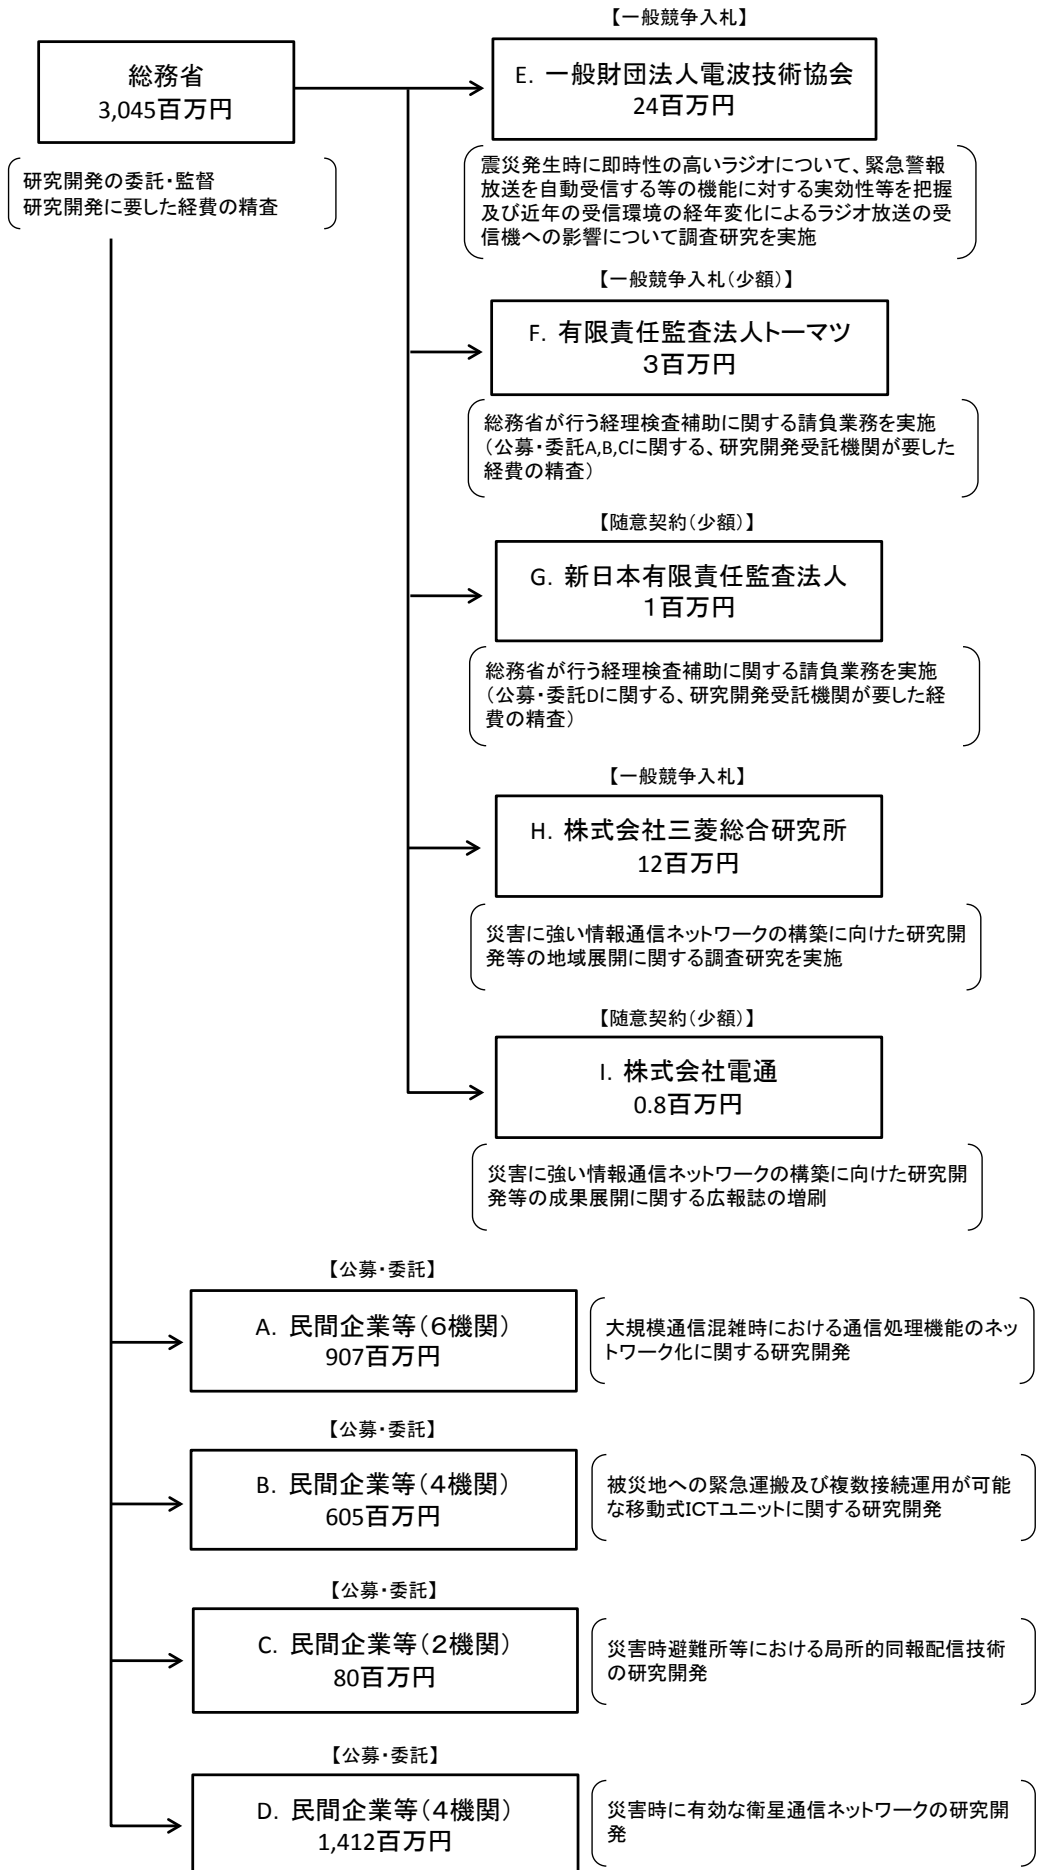 【一般競争入札】
総務省
3,045百万円
E. 一般財団法人電波技術協会
24百万円
研究開発の委託・監督
研究開発に要した経費の精査
震災発生時に即時性の高いラジオについて、緊急警報
放送を自動受信する等の機能に対する実効性等を把握
及び近年の受信環境の経年変化によるラジオ放送の受
信機への影響について調査研究を実施
【一般競争入札(少額)】
F. 有限責任監査法人トーマツ
3百万円
総務省が行う経理検査補助に関する請負業務を実施
(公募・委託A,B,Cに関する、研究開発受託機関が要した
経費の精査)
【随意契約(少額)】
G. 新日本有限責任監査法人
1百万円
総務省が行う経理検査補助に関する請負業務を実施
(公募・委託Dに関する、研究開発受託機関が要した経
費の精査)
【一般競争入札】
H. 株式会社三菱総合研究所
12百万円
災害に強い情報通信ネットワークの構築に向けた研究開
発等の地域展開に関する調査研究を実施
【随意契約(少額)】
I. 株式会社電通
0.8百万円
災害に強い情報通信ネットワークの構築に向けた研究開
発等の成果展開に関する広報誌の増刷
【公募・委託】
A. 民間企業等(6機関)
907百万円
大規模通信混雑時における通信処理機能のネッ
トワーク化に関する研究開発
【公募・委託】
B. 民間企業等(4機関)
605百万円
被災地への緊急運搬及び複数接続運用が可能
な移動式ICTユニットに関する研究開発
【公募・委託】
C. 民間企業等(2機関)
80百万円
災害時避難所等における局所的同報配信技術
の研究開発
【公募・委託】
D. 民間企業等(4機関)
1,412百万円
災害時に有効な衛星通信ネットワークの研究開
発